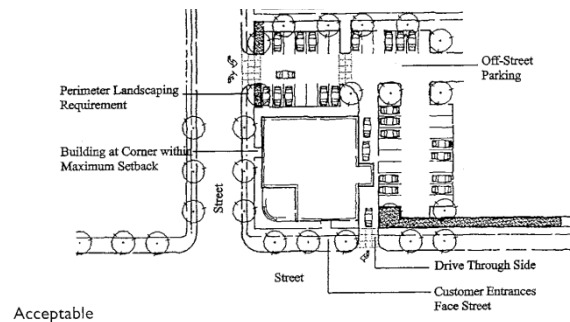 Off-Street
Parking
Perimeter Landscaping
Requirement
Building at Corner within
Maximum Setback
Street
Street
Drive Through Side
Customer Entrances
Face Street
Acceptable